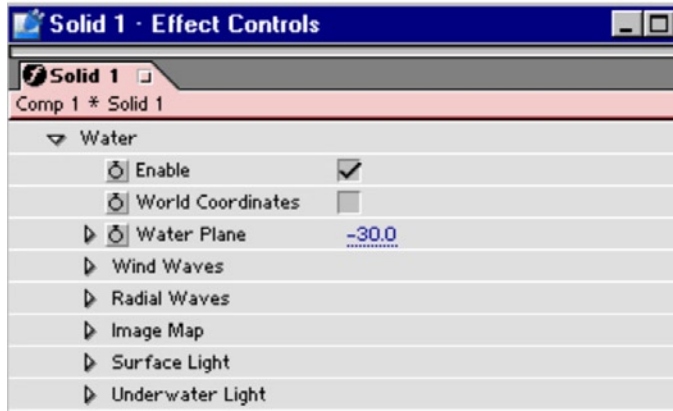 Solid 1 · Effect Controls
Solid 1
Comp 1 * Solid 1
Water
Enable
World Coordinates
Water Plane -30.0
Wind Waves
Radial Waves
Image Map
Surface Light
Underwater Light